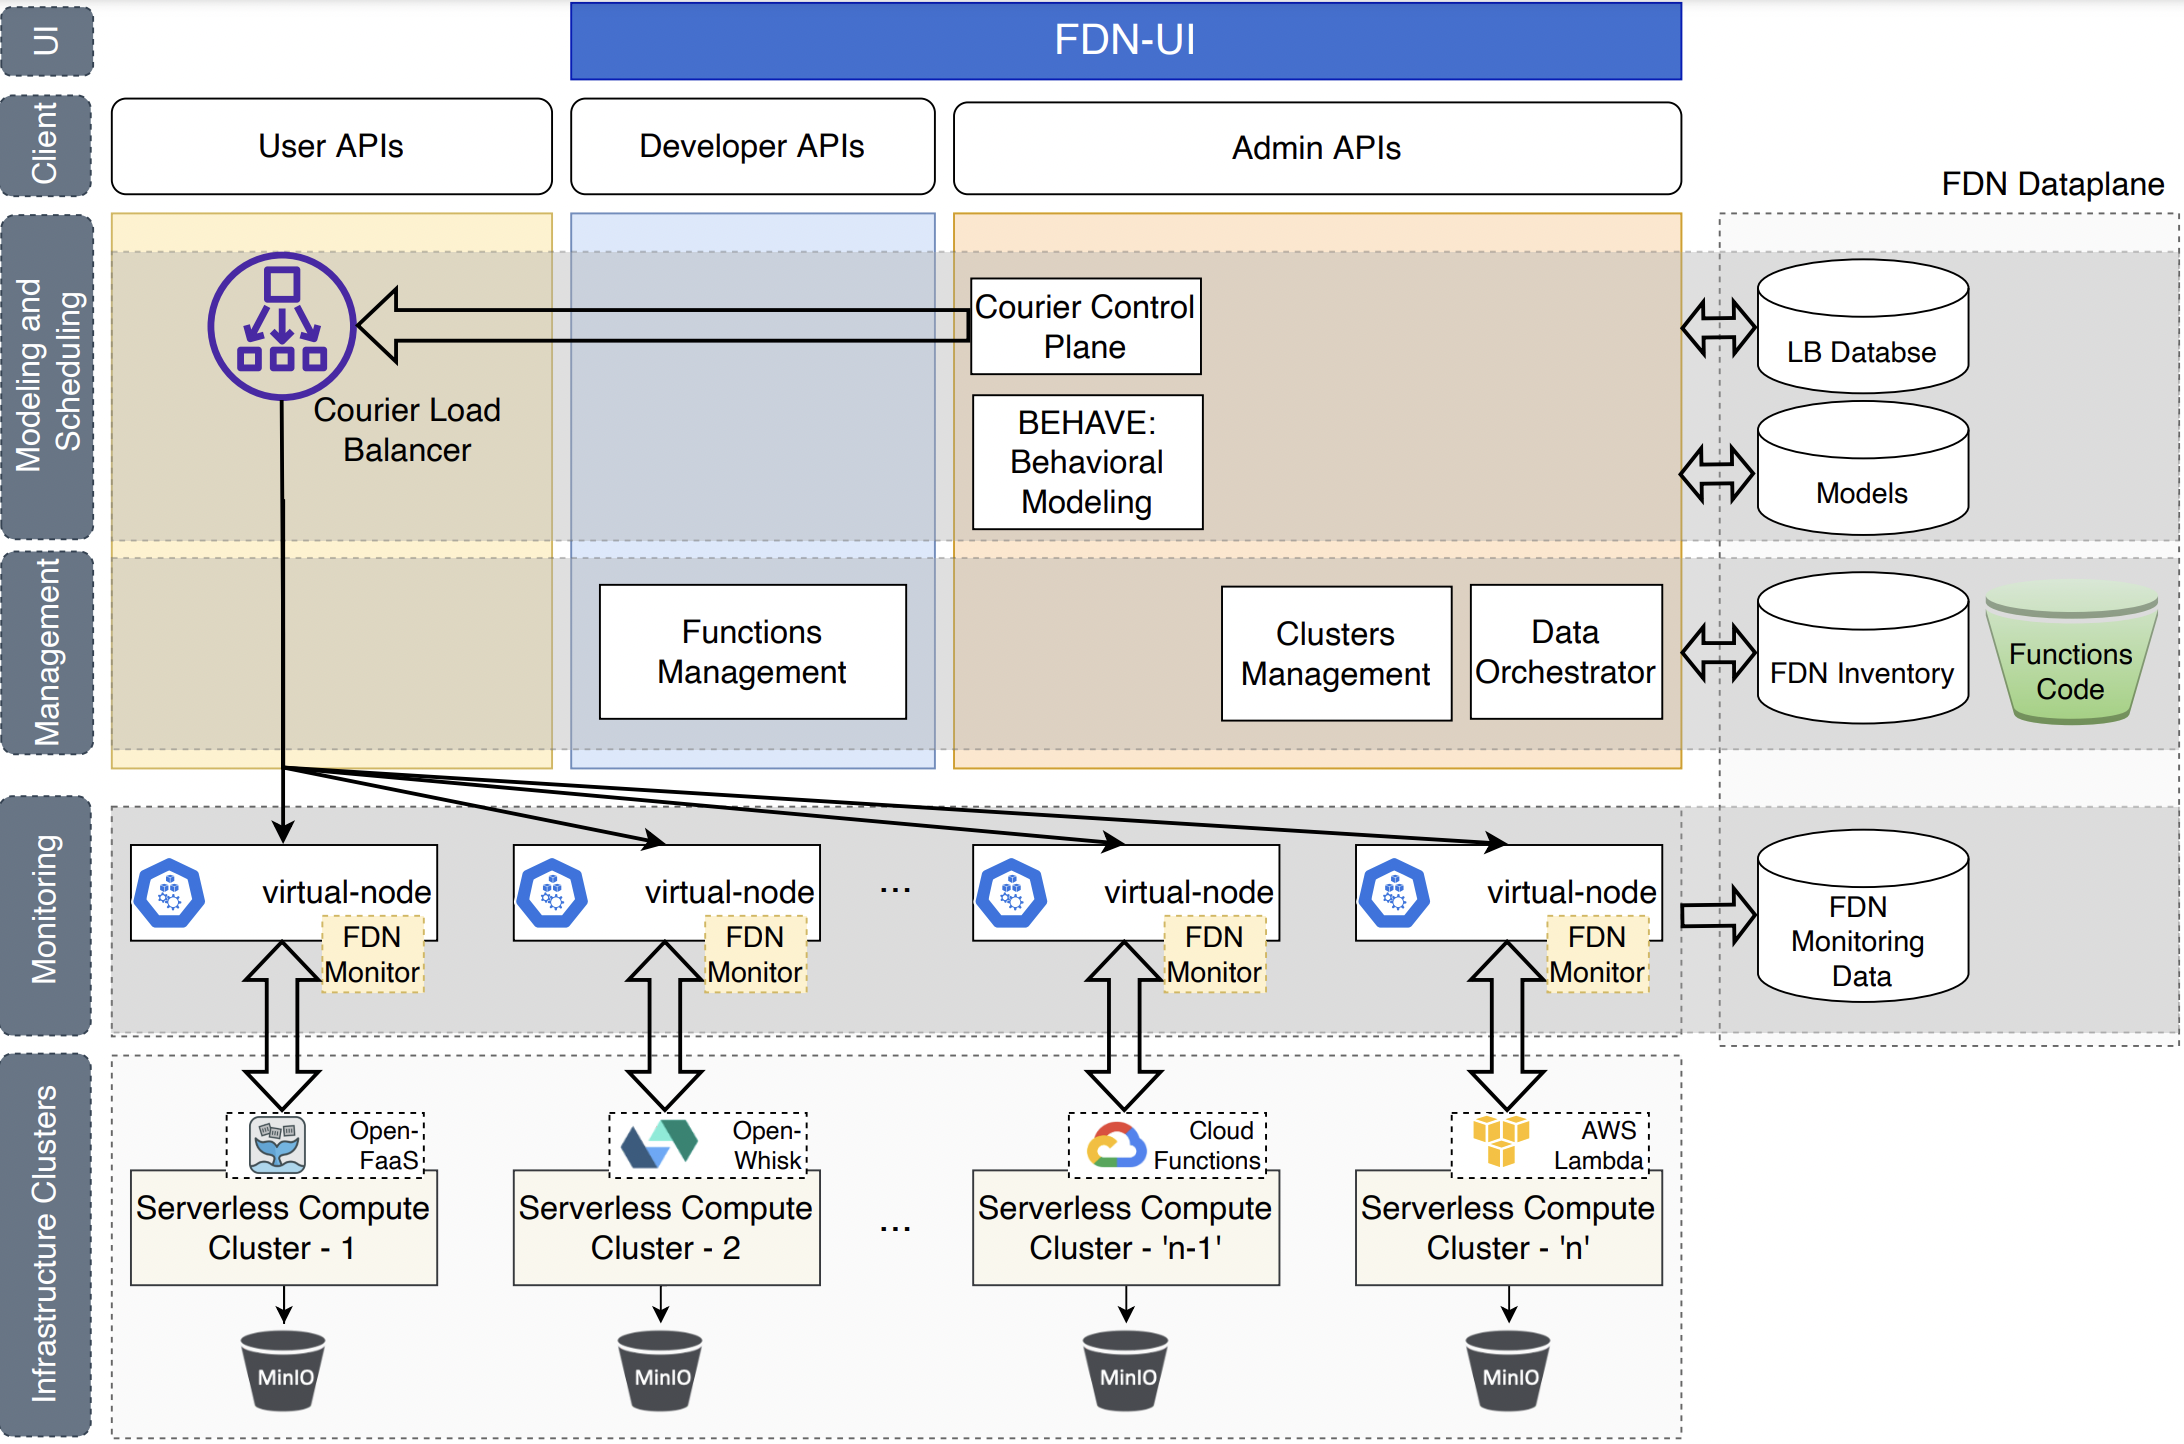 UI
FDN-UI
Client
User APIs
Developer APIs
Admin APIs
FDN Dataplane
Modeling and
Scheduling
Courier Load
Balancer
Courier Control
Plane
BEHAVE:
Behavioral
Modeling
LB Databse
Models
Management
Functions
Management
Clusters
Management
Data
Orchestrator
FDN Inventory
Functions
Code
Monitoring
virtual-node
FDN
Monitor
virtual-node
FDN
Monitor
...
virtual-node
FDN
Monitor
virtual-node
FDN
Monitor
FDN
Monitoring
Data
Infrastructure Clusters
Open-
FaaS
Serverless Compute
Cluster - 1
MinIO
Open-
Whisk
Serverless Compute
Cluster - 2
MinIO
...
Cloud
Functions
Serverless Compute
Cluster - 'n-1'
MinIO
AWS
Lambda
Serverless Compute
Cluster - 'n'
MinIO